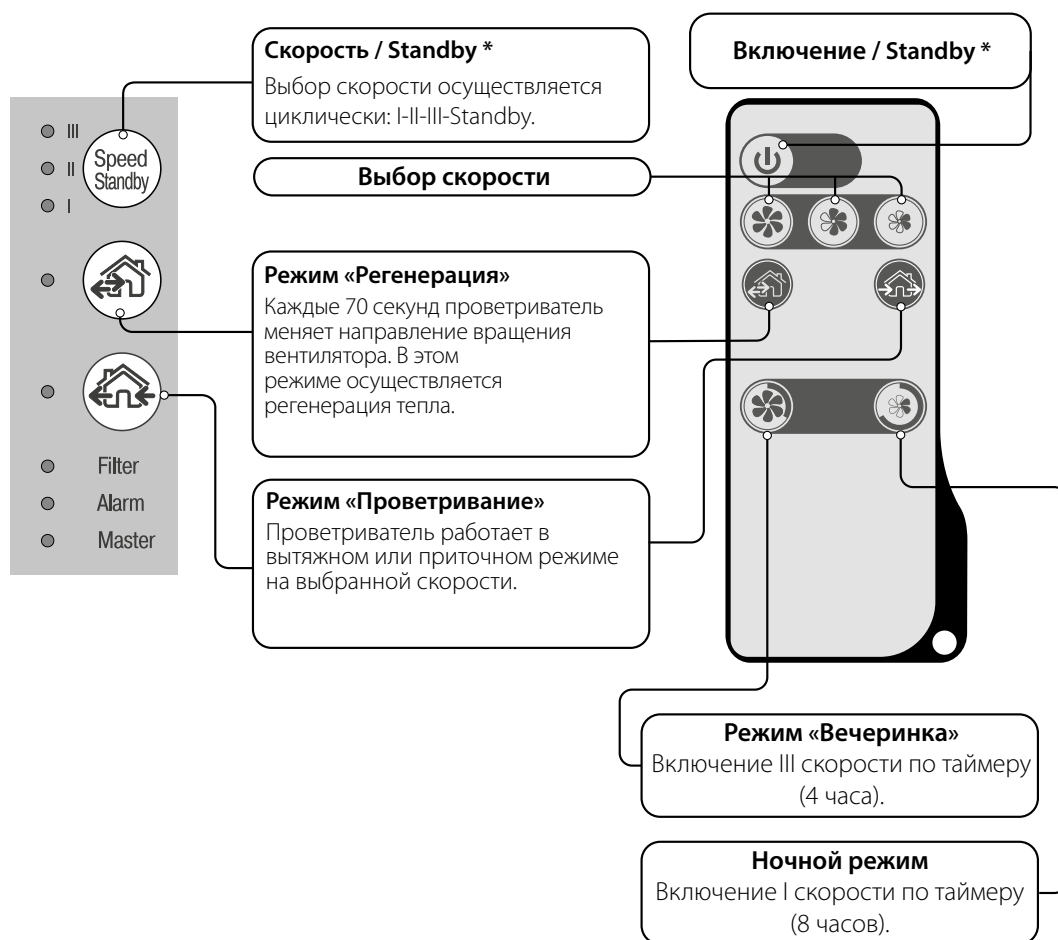 Скорость / Standby *
Выбор скорости осуществляется
циклически: I-II-III-Standby.
Включение / Standby *
III
II
I
Speed
Standby
Выбор скорости
Режим «Регенерация»
Каждые 70 секунд проветриватель
меняет направление вращения
вентилятора. В этом
режиме осуществляется
регенерация тепла.
Filter
Alarm
Master
Режим «Проветривание»
Проветриватель работает в
вытяжном или приточном режиме
на выбранной скорости.
Режим «Вечеринка»
Включение III скорости по таймеру
(4 часа).
Ночной режим
Включение I скорости по таймеру
(8 часов).